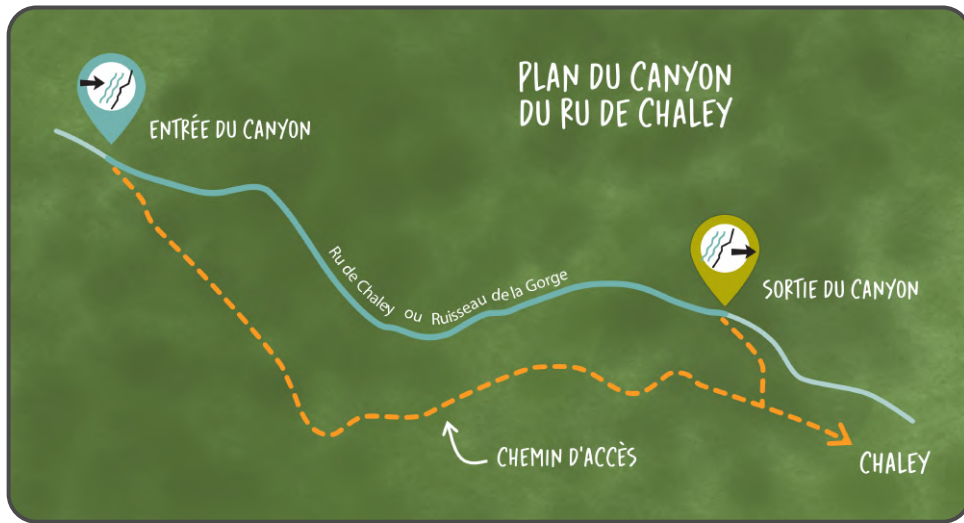 PLAN DU CANYON
DU RU DE CHALEY
ENTRÉE DU CANYON
Ru de Chaley ou Ruisseau de la Gorge
SORTIE DU CANYON
CHEMIN D'ACCÈS
CHALEY